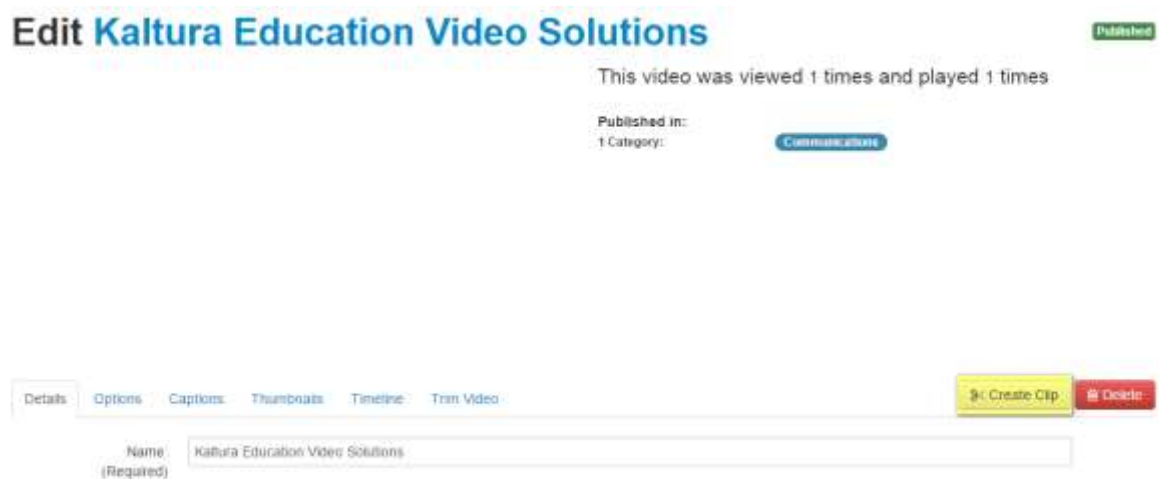 Edit Kaltura Education Video Solutions
Published
This video was viewed 1 times and played 1 times
Published in:
1 Category:
Communications
Details Options Captions Thumbnails Timeline Trim Video
Create Clip
Delete
Name
(Required)
Kaltura Education Video Solutions